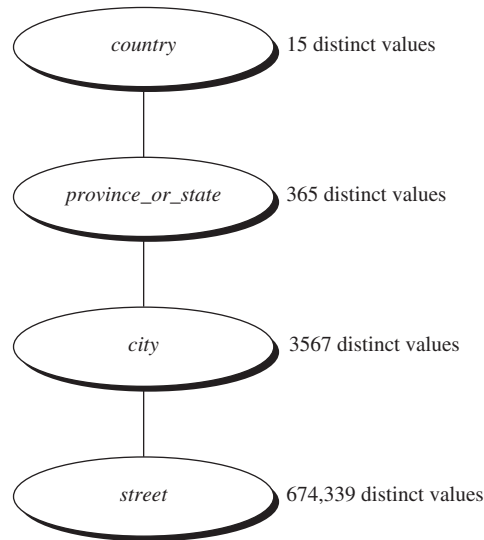 country 15 distinct values
province_or_state 365 distinct values
city 3567 distinct values
street 674,339 distinct values